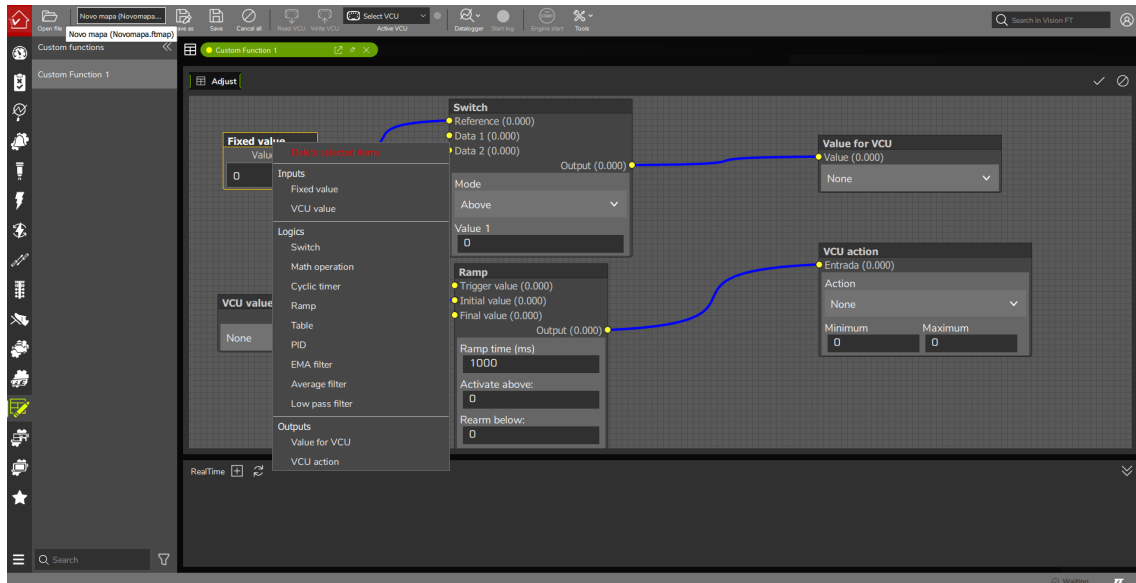 Open file
Novo mapa (Novomapa...
Save as
Save
Cancel all
Read VCU
Write VCU
Select VCU
Active VCU
Datalogger
Start log
Engine start
Tools
Search in Vision FT
Novo mapa (Novomapa.ftmap)
Custom functions
Custom Function 1
Custom Function 1
Adjust
Fixed value
Valu
0
VCU value
None
Delete selected items
Inputs
Fixed value
VCU value
Logics
Switch
Math operation
Cyclic timer
Ramp
Table
PID
EMA filter
Average filter
Low pass filter
Outputs
Value for VCU
VCU action
Switch
Reference (0.000)
Data 1 (0.000)
Data 2 (0.000)
Output (0.000)
Mode
Above
Value 1
0
Ramp
Trigger value (0.000)
Initial value (0.000)
Final value (0.000)
Output (0.000)
Ramp time (ms)
1000
Activate above:
0
Rearm below:
0
Value for VCU
Value (0.000)
None
VCU action
Entrada (0.000)
Action
None
Minimum Maximum
0 0
RealTime
Search
Waiting